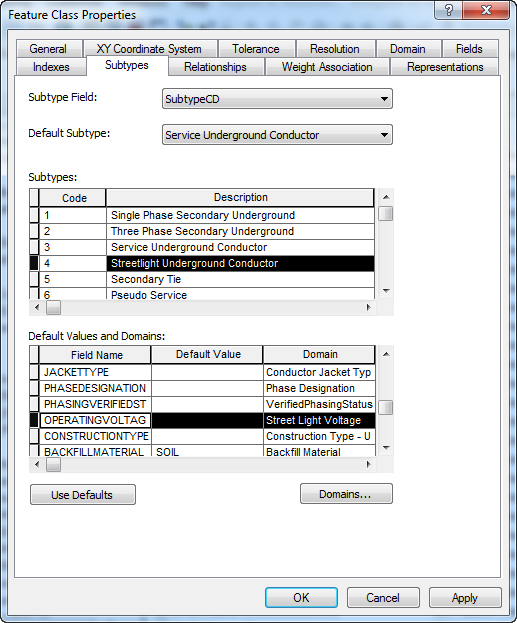 Feature Class Properties
?
General XY Coordinate System Tolerance Resolution Domain Fields
Indexes Subtypes Relationships Weight Association Representations
Subtype Field: SubtypeCD
Default Subtype: Service Underground Conductor
Subtypes:
Code Description
1 Single Phase Secondary Underground
2 Three Phase Secondary Underground
3 Service Underground Conductor
4 Streetlight Underground Conductor
5 Secondary Tie
6 Pseudo Service
Default Values and Domains:
Field Name Default Value Domain
JACKETTYPE Conductor Jacket Typ
PHASEDESIGNATION Phase Designation
PHASINGVERIFIEDST VerifiedPhasingStatus
OPERATINGVOLTAG Street Light Voltage
CONSTRUCTIONTYPE Construction Type - U
BACKFILLMATERIAL SOIL Backfill Material
Use Defaults Domains...
OK Cancel Apply